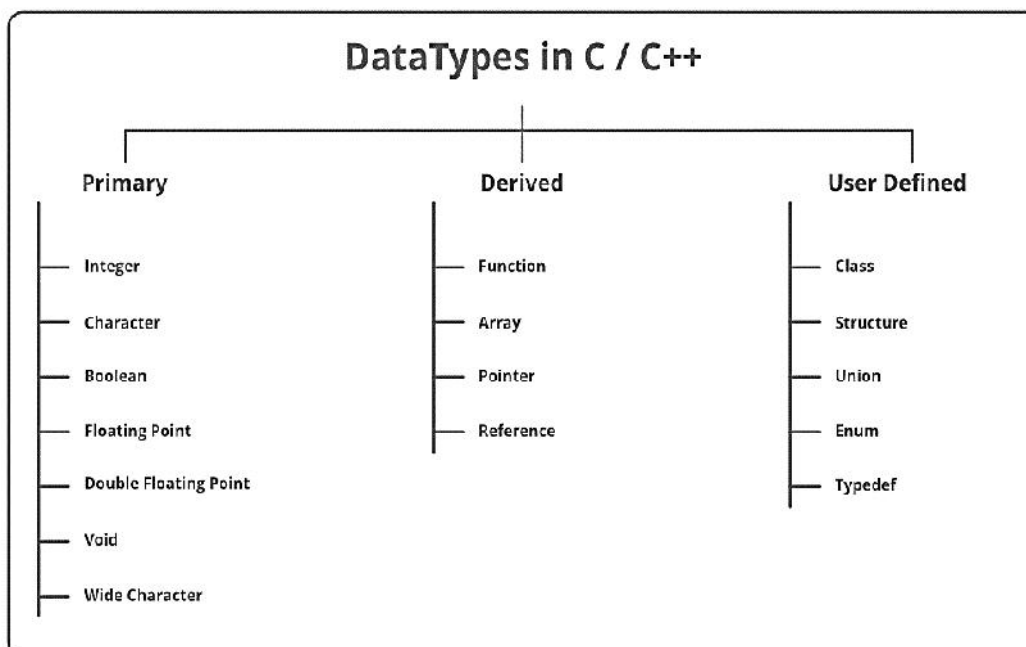 DataTypes in C / C++
Primary
Integer
Character
Boolean
Floating Point
Double Floating Point
Void
Wide Character
Derived
Function
Array
Pointer
Reference
User Defined
Class
Structure
Union
Enum
Typedef